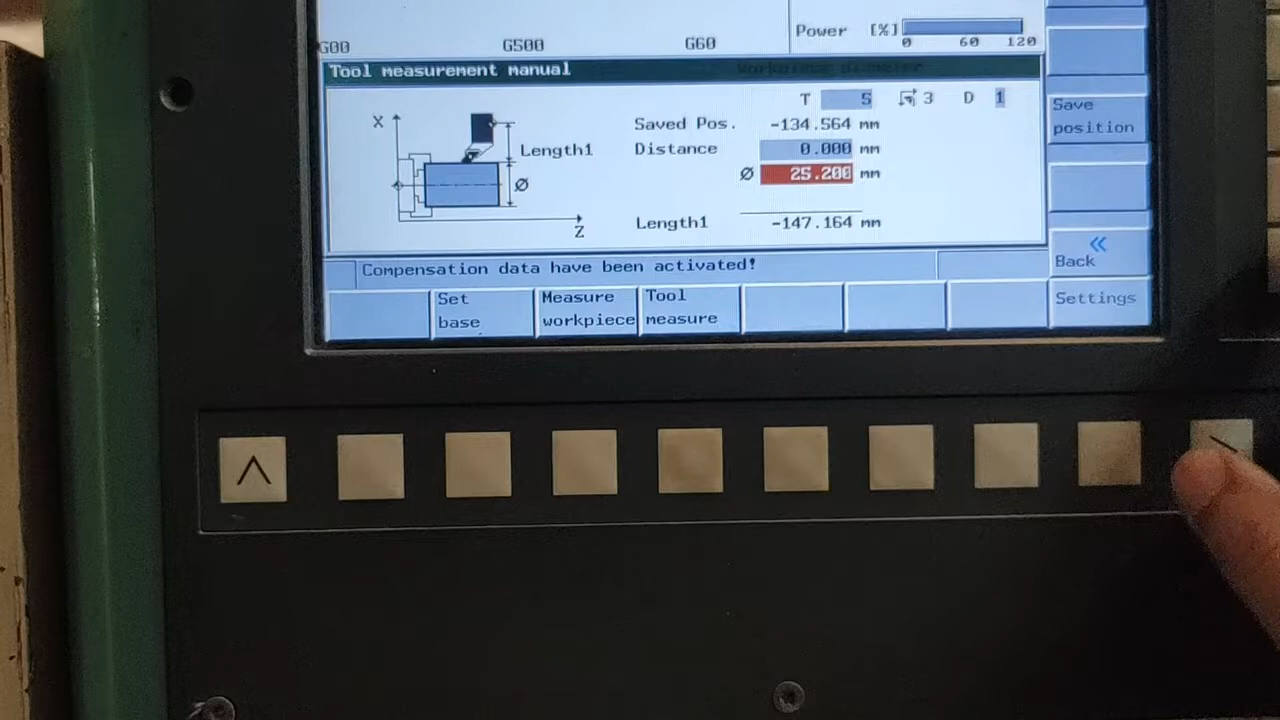 Power [%]
0 60 120
G00 G500 G60
Tool measurement manual
T 5 3 D 1
X
Saved Pos. -134.564 mm
Length1
Distance 0.000 mm
Ø 25.200 mm
Ø
Length1 -147.164 mm
Z
Compensation data have been activated!
Save
position
«
Back
Settings
Set
base
Measure
workpiece
Tool
measure